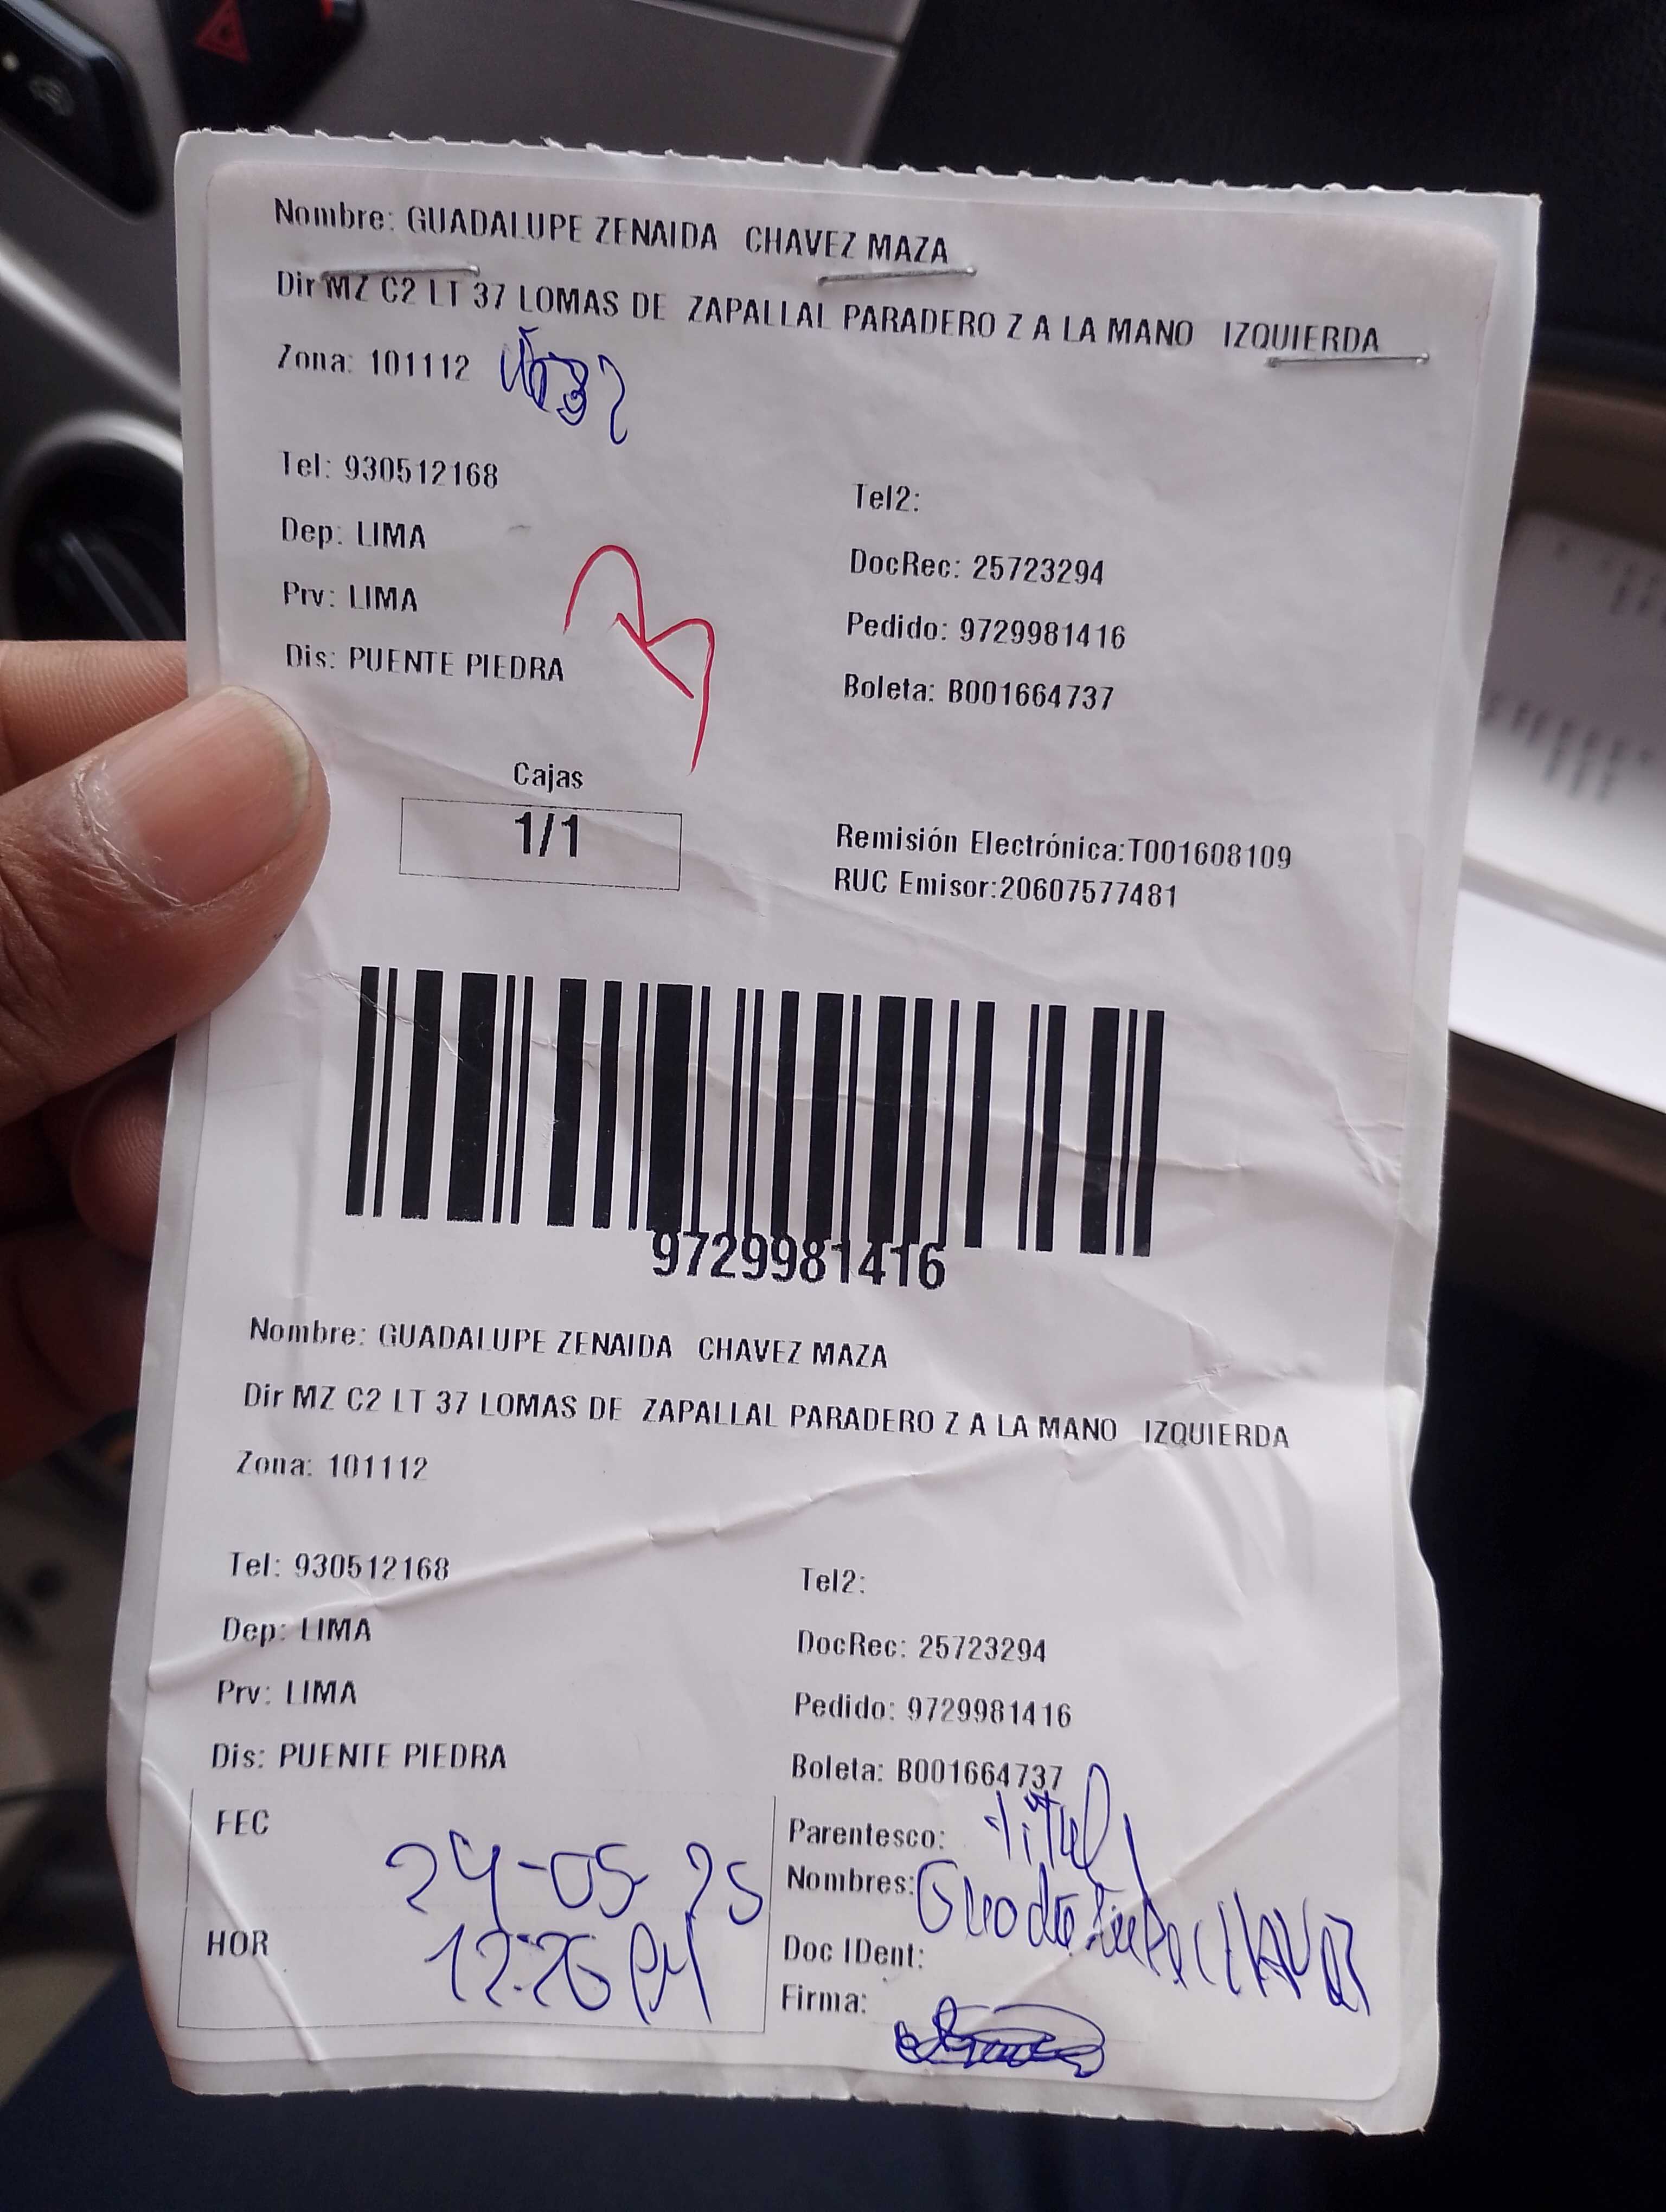 Nombre: GUADALUPE ZENAIDA CHAVEZ MAZA
Dir MZ C2 LT 37 LOMAS DE ZAPALLAL PARADERO Z A LA MANO IZQUIERDA
Zona: 101112
Tel: 930512168
Tel2:
Dep: LIMA
DocRec: 25723294
Prv: LIMA
Pedido: 9729981416
Dis: PUENTE PIEDRA
Boleta: B001664737
Cajas
1/1
Remisión Electrónica:T001608109
RUC Emisor:20607577481
9729981416
Nombre: GUADALUPE ZENAIDA CHAVEZ MAZA
Dir MZ C2 LT 37 LOMAS DE ZAPALLAL PARADERO Z A LA MANO IZQUIERDA
Zona: 101112
Tel: 930512168
Tel2:
Dep: LIMA
DocRec: 25723294
Prv: LIMA
Pedido: 9729981416
Dis: PUENTE PIEDRA
Boleta: B001664737
FEC 24-05 25
HOR 12:26 PM
Parentesco:
Nombres:
Doc IDent:
Firma: